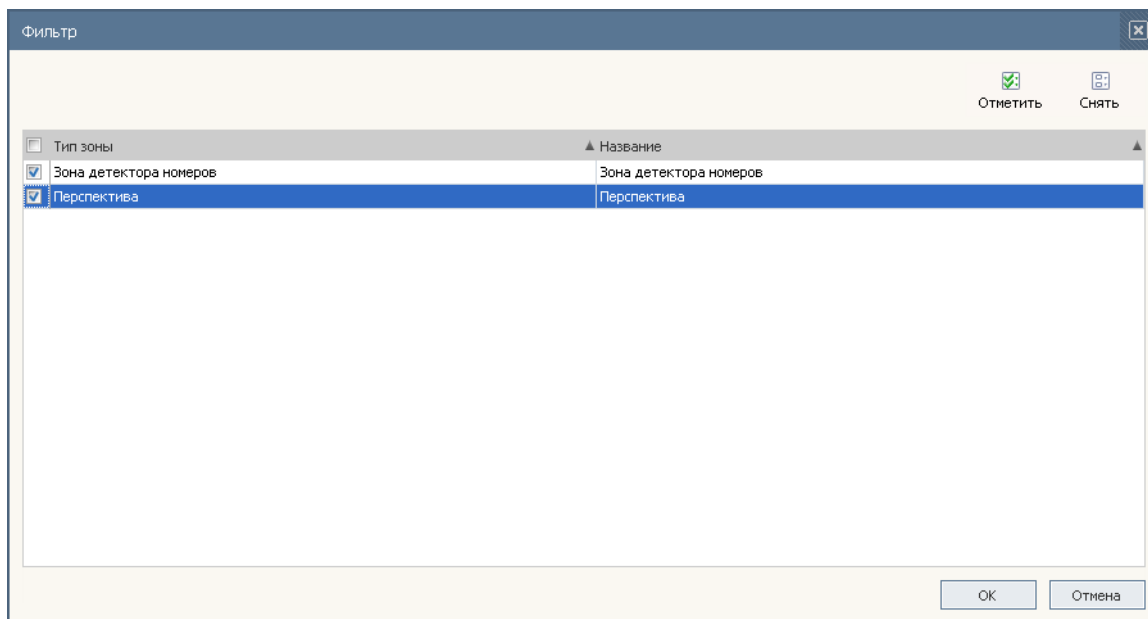 Фильтр
Отметить Снять
Тип зоны Название
Зона детектора номеров Зона детектора номеров
Перспектива Перспектива
OK Отмена